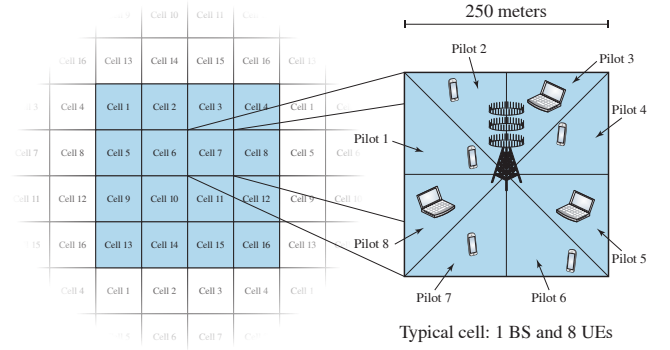 Cell 10 Cell 11
Cell 16 Cell 13 Cell 14 Cell 15 Cell 16 Cell 13
Cell 4 Cell 1 Cell 2 Cell 3 Cell 4 Cell 1
Cell 7 Cell 8 Cell 5 Cell 6 Cell 7 Cell 8 Cell 5
Cell 12 Cell 9 Cell 10 Cell 11 Cell 12 Cell 9
Cell 16 Cell 13 Cell 14 Cell 15 Cell 16 Cell 13
Cell 4 Cell 1 Cell 2 Cell 3 Cell 4
Cell 6 Cell 7
250 meters
Pilot 2
Pilot 3
Pilot 4
Pilot 1
Pilot 8
Pilot 5
Pilot 7
Pilot 6
Typical cell: 1 BS and 8 UEs